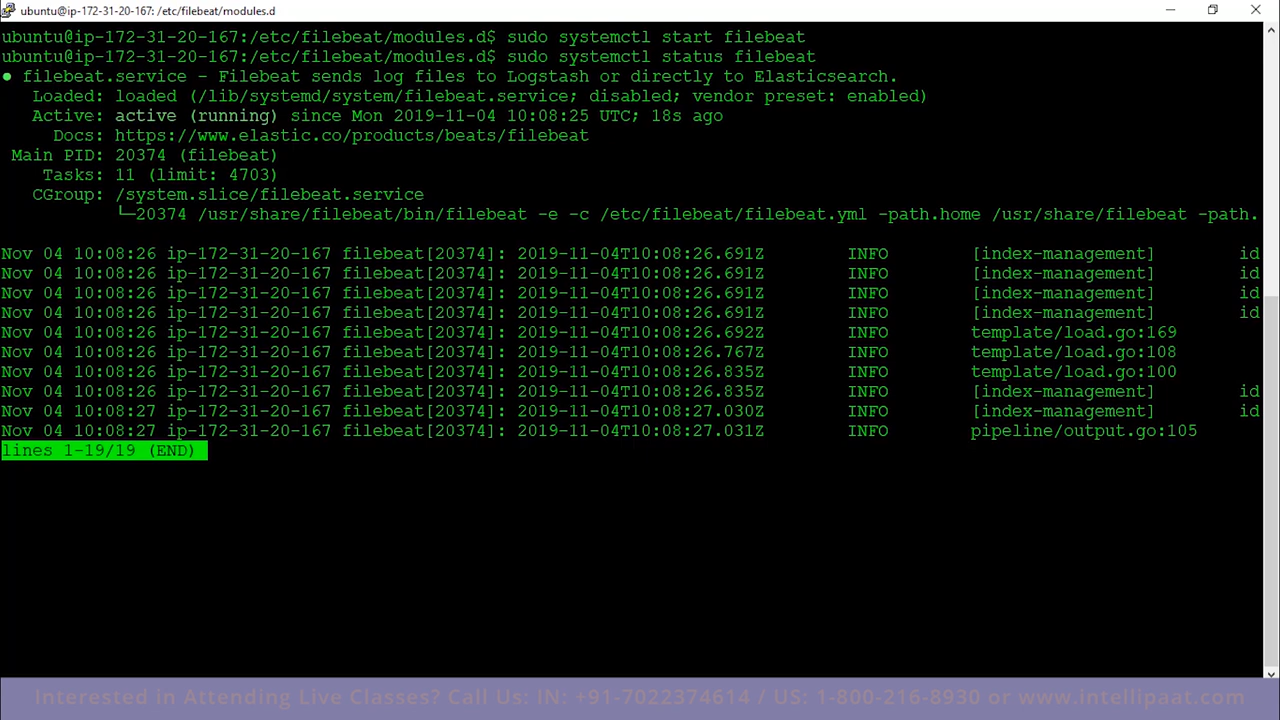 ubuntu@ip-172-31-20-167: /etc/filebeat/modules.d
ubuntu@ip-172-31-20-167:/etc/filebeat/modules.d$ sudo systemctl start filebeat
ubuntu@ip-172-31-20-167:/etc/filebeat/modules.d$ sudo systemctl status filebeat
● filebeat.service - Filebeat sends log files to Logstash or directly to Elasticsearch.
Loaded: loaded (/lib/systemd/system/filebeat.service; disabled; vendor preset: enabled)
Active: active (running) since Mon 2019-11-04 10:08:25 UTC; 18s ago
Docs: https://www.elastic.co/products/beats/filebeat
Main PID: 20374 (filebeat)
Tasks: 11 (limit: 4703)
CGroup: /system.slice/filebeat.service
└─20374 /usr/share/filebeat/bin/filebeat -e -c /etc/filebeat/filebeat.yml -path.home /usr/share/filebeat -path.
Nov 04 10:08:26 ip-172-31-20-167 filebeat[20374]: 2019-11-04T10:08:26.691Z INFO [index-management] id
Nov 04 10:08:26 ip-172-31-20-167 filebeat[20374]: 2019-11-04T10:08:26.691Z INFO [index-management] id
Nov 04 10:08:26 ip-172-31-20-167 filebeat[20374]: 2019-11-04T10:08:26.691Z INFO [index-management] id
Nov 04 10:08:26 ip-172-31-20-167 filebeat[20374]: 2019-11-04T10:08:26.691Z INFO [index-management] id
Nov 04 10:08:26 ip-172-31-20-167 filebeat[20374]: 2019-11-04T10:08:26.692Z INFO template/load.go:169
Nov 04 10:08:26 ip-172-31-20-167 filebeat[20374]: 2019-11-04T10:08:26.767Z INFO template/load.go:108
Nov 04 10:08:26 ip-172-31-20-167 filebeat[20374]: 2019-11-04T10:08:26.835Z INFO template/load.go:100
Nov 04 10:08:26 ip-172-31-20-167 filebeat[20374]: 2019-11-04T10:08:26.835Z INFO [index-management] id
Nov 04 10:08:27 ip-172-31-20-167 filebeat[20374]: 2019-11-04T10:08:27.030Z INFO [index-management] id
Nov 04 10:08:27 ip-172-31-20-167 filebeat[20374]: 2019-11-04T10:08:27.031Z INFO pipeline/output.go:105
lines 1-19/19 (END)
Interested in Attending Live Classes? Call Us: IN: +91-7022374614 / US: 1-800-216-8930 or www.intellipaat.com